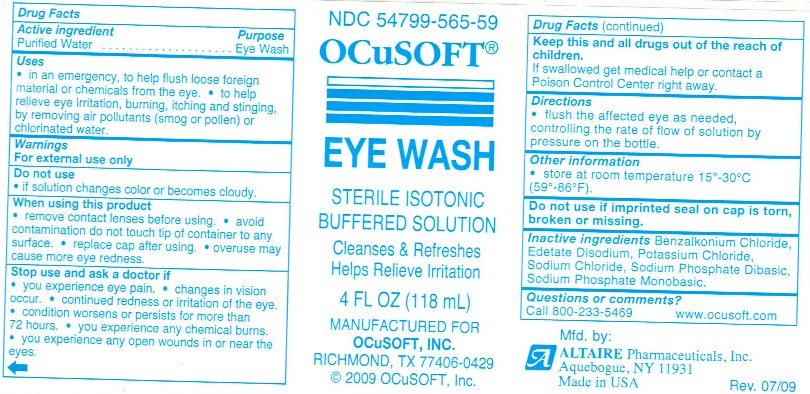 Drug Facts
Active ingredient Purpose
Purified Water ..................... Eye Wash
Uses
• in an emergency, to help flush loose foreign
material or chemicals from the eye. • to help
relieve eye irritation, burning, itching and stinging,
by removing air pollutants (smog or pollen) or
chlorinated water.
Warnings
For external use only
Do not use
• if solution changes color or becomes cloudy.
When using this product
• remove contact lenses before using. • avoid
contamination do not touch tip of container to any
surface. • replace cap after using. • overuse may
cause more eye redness.
Stop use and ask a doctor if
• you experience eye pain. • changes in vision
occur. • continued redness or irritation of the eye.
• condition worsens or persists for more than
72 hours. • you experience any chemical burns.
• you experience any open wounds in or near the
eyes.
NDC 54799-565-59
OCuSOFT®
EYE WASH
STERILE ISOTONIC
BUFFERED SOLUTION
Cleanses & Refreshes
Helps Relieve Irritation
4 FL OZ (118 mL)
MANUFACTURED FOR
OCuSOFT, INC.
RICHMOND, TX 77406-0429
© 2009 OCuSOFT, Inc.
Drug Facts (continued)
Keep this and all drugs out of the reach of
children.
If swallowed get medical help or contact a
Poison Control Center right away.
Directions
• flush the affected eye as needed,
controlling the rate of flow of solution by
pressure on the bottle.
Other information
• store at room temperature 15°-30°C
(59°-86°F).
Do not use if imprinted seal on cap is torn,
broken or missing.
Inactive ingredients Benzalkonium Chloride,
Edetate Disodium, Potassium Chloride,
Sodium Chloride, Sodium Phosphate Dibasic,
Sodium Phosphate Monobasic.
Questions or comments?
Call 800-233-5469 www.ocusoft.com
Mfd. by:
A ALTAIRE Pharmaceuticals, Inc.
Aquebogue, NY 11931
Made in USA Rev. 07/09